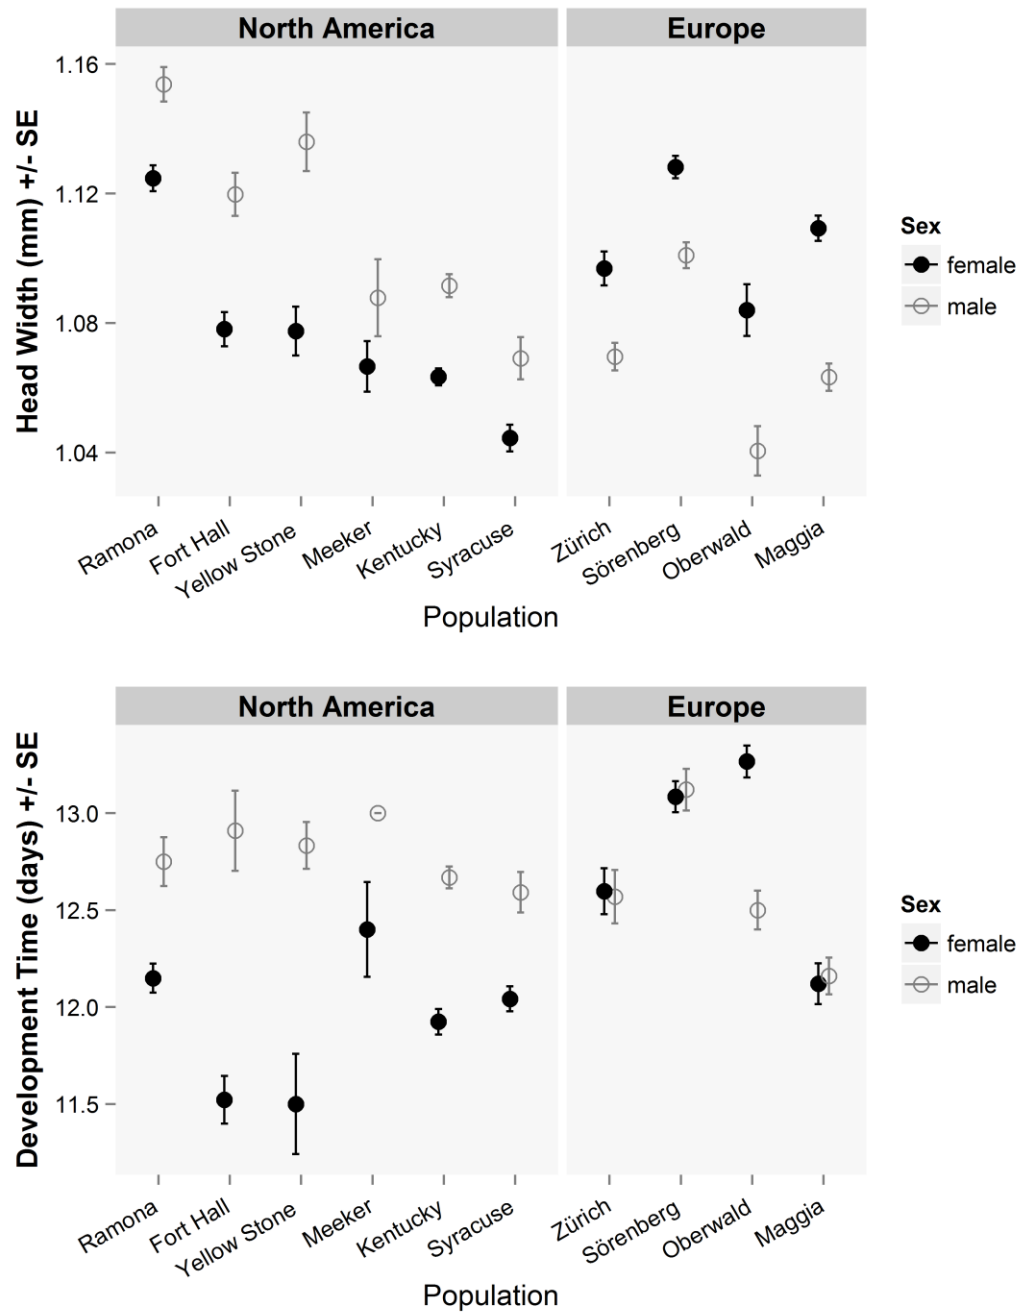 North America
Europe
Head Width (mm) +/- SE
1.16
1.12
1.08
1.04
Ramona
Fort Hall
Yellow Stone
Meeker
Kentucky
Syracuse
Zürich
Sörenberg
Oberwald
Maggia
Population
Sex
female
male
North America
Europe
Development Time (days) +/- SE
13.0
12.5
12.0
11.5
Ramona
Fort Hall
Yellow Stone
Meeker
Kentucky
Syracuse
Zürich
Sörenberg
Oberwald
Maggia
Population
Sex
female
male